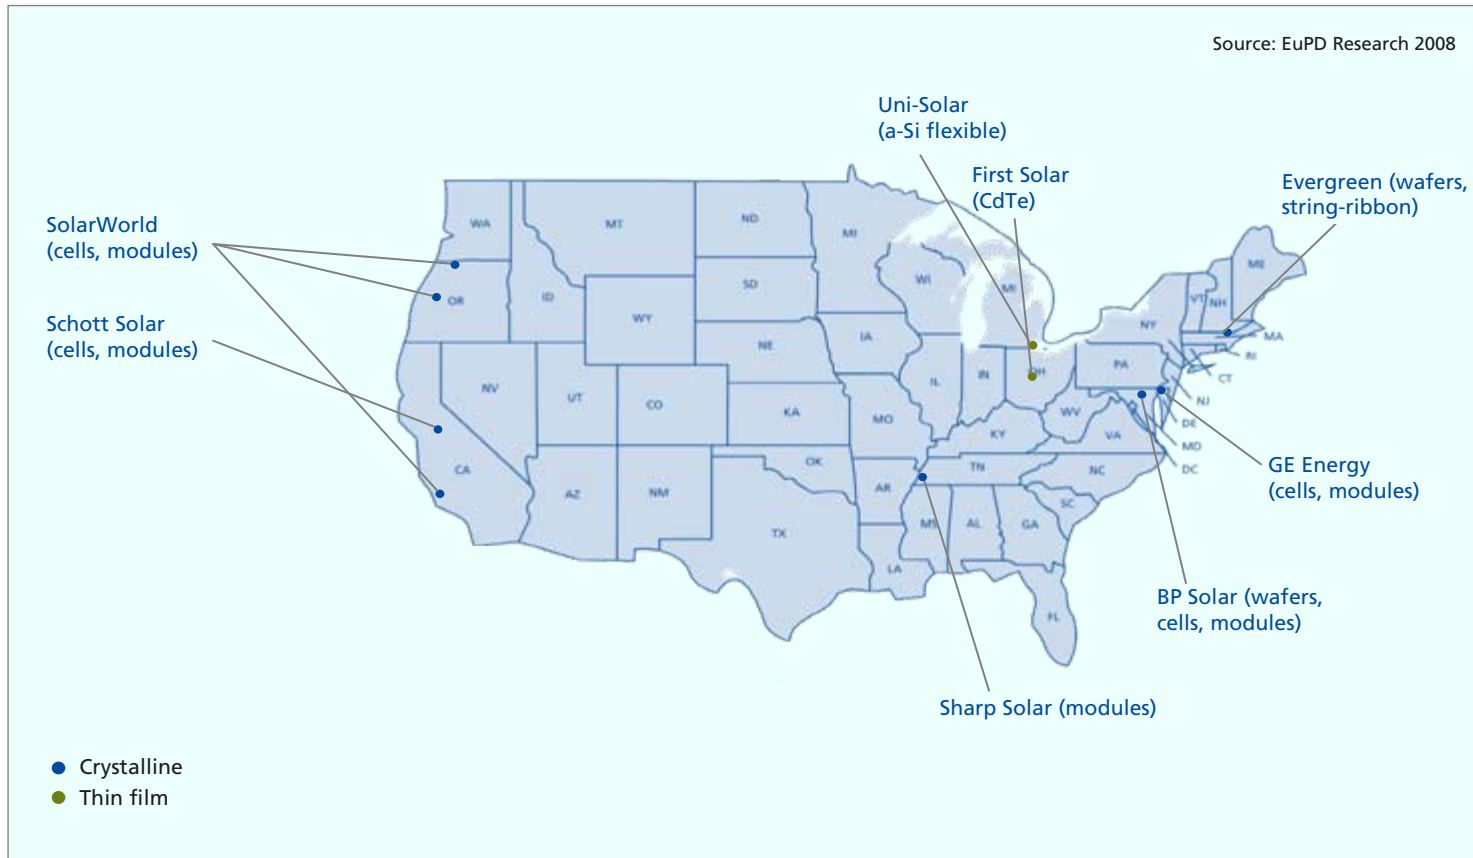 Source: EuPD Research 2008
Uni-Solar
(a-Si flexible)
First Solar
(CdTe)
Evergreen (wafers,
string-ribbon)
SolarWorld
(cells, modules)
Schott Solar
(cells, modules)
WA
MT
ND
MI
OR
ID
SD
WI
MI
WY
NY
VT
NH
ME
NE
IA
MA
RI
CT
NJ
DE
MD
DC
NV
UT
CO
KA
MO
IL
IN
OH
PA
WV
VA
KY
CA
AZ
NM
OK
AR
TN
NC
SC
TX
LA
MS
AL
GA
FL
GE Energy
(cells, modules)
BP Solar (wafers,
cells, modules)
Sharp Solar (modules)
Crystalline
Thin film